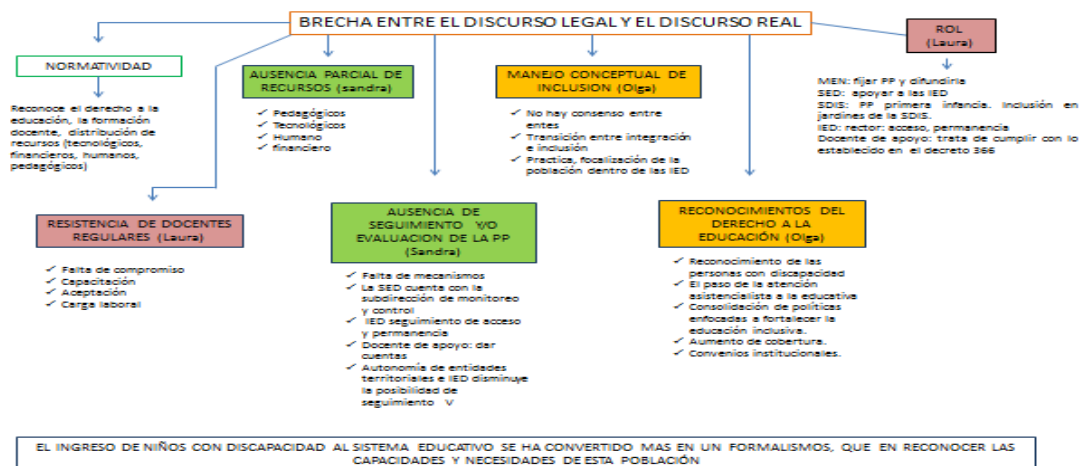 BRECHA ENTRE EL DISCURSO LEGAL Y EL DISCURSO REAL
NORMATIVIDAD
Reconoce el derecho a la
educación, la formación
docente, distribución de
recursos (tecnológicos,
financieros, humanos,
pedagógicos)
AUSENCIA PARCIAL DE
RECURSOS (sandra)
✓ Pedagógicos
✓ Tecnológicos
✓ Humano
✓ financiero
MANEJO CONCEPTUAL DE
INCLUSION (Olga)
✓ No hay consenso entre
entes
✓ Transición entre integración
e inclusión
✓ Practica, focalización de la
población dentro de las IED
ROL
(Laura)
MEN: fijar PP y difundirla
SED: apoyar a las IED
SDIS: PP primera infancia. Inclusión en
jardines de la SDIS.
IED: rector: acceso, permanencia
Docente de apoyo: trata de cumplir con lo
establecido en el decreto 366
RESISTENCIA DE DOCENTES
REGULARES (Laura)
✓ Falta de compromiso
✓ Capacitación
✓ Aceptación
✓ Carga laboral
AUSENCIA DE
SEGUIMIENTO Y/O
EVALUACION DE LA PP
(Sandra)
✓ Falta de mecanismos
✓ La SED cuenta con la
subdirección de monitoreo
y control
✓ IED seguimiento de acceso
y permanencia
✓ Docente de apoyo: dar
cuentas
✓ Autonomía de entidades
territoriales e IED disminuye
la posibilidad de
seguimiento V
RECONOCIMIENTOS DEL
DERECHO A LA
EDUCACIÓN (Olga)
✓ Reconocimiento de las
personas con discapacidad
✓ El paso de la atención
asistencialista a la educativa
✓ Consolidación de políticas
enfocadas a fortalecer la
educación inclusiva.
✓ Aumento de cobertura.
✓ Convenios institucionales.
EL INGRESO DE NIÑOS CON DISCAPACIDAD AL SISTEMA EDUCATIVO SE HA CONVERTIDO MAS EN UN FORMALISMOS, QUE EN RECONOCER LAS
CAPACIDADES Y NECESIDADES DE ESTA POBLACIÓN